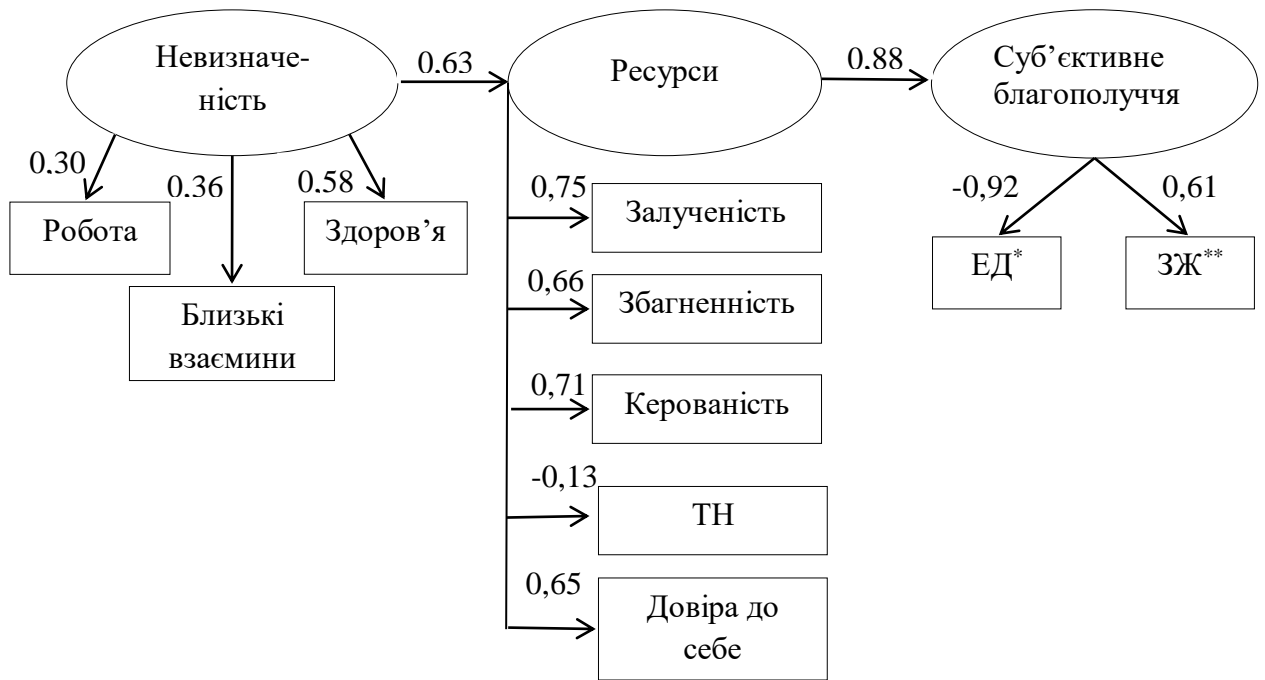 Невизначе-
ність
0.63
Ресурси
0.88
Суб’єктивне
благополуччя
0.30
0.36
0.58
Робота
Близькі
взаємини
Здоров’я
0,75
Залученість
0,66
Збагненність
0,71
Керованість
-0,13
ТН
0,65
Довіра до
себе
-0,92
0,61
ЕД*
ЗЖ**